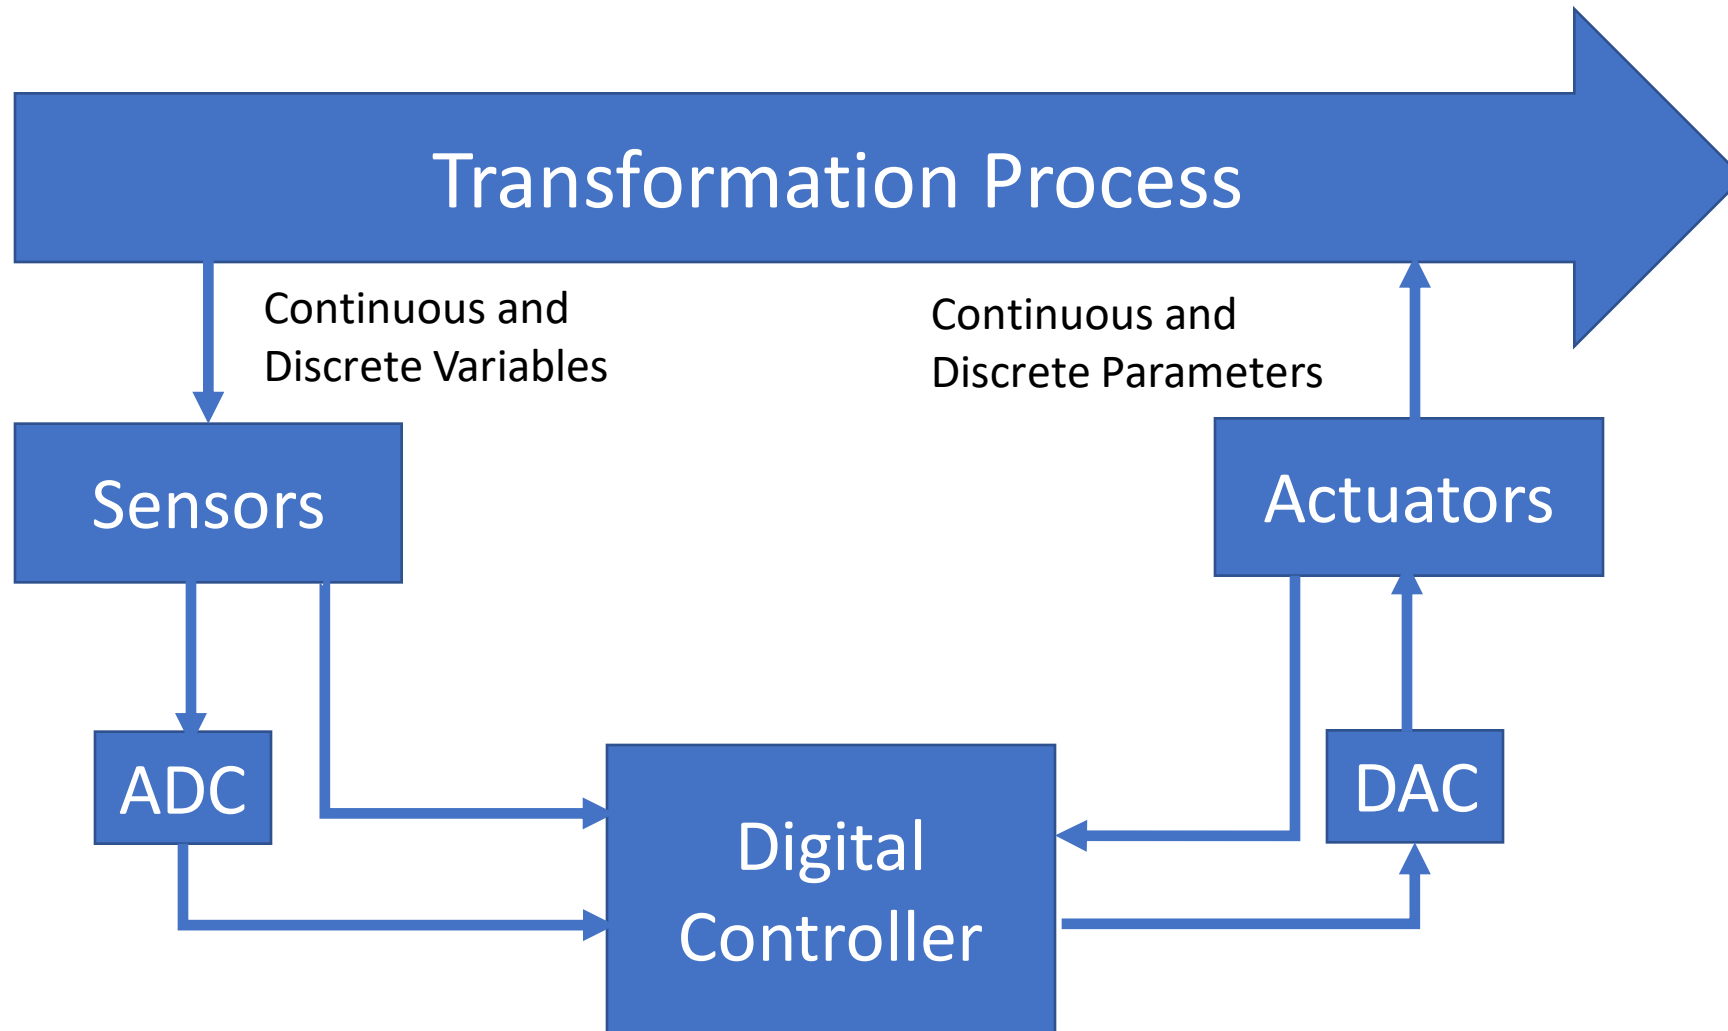 Transformation Process
Continuous and
Discrete Variables
Continuous and
Discrete Parameters
Sensors
Actuators
ADC
DAC
Digital
Controller